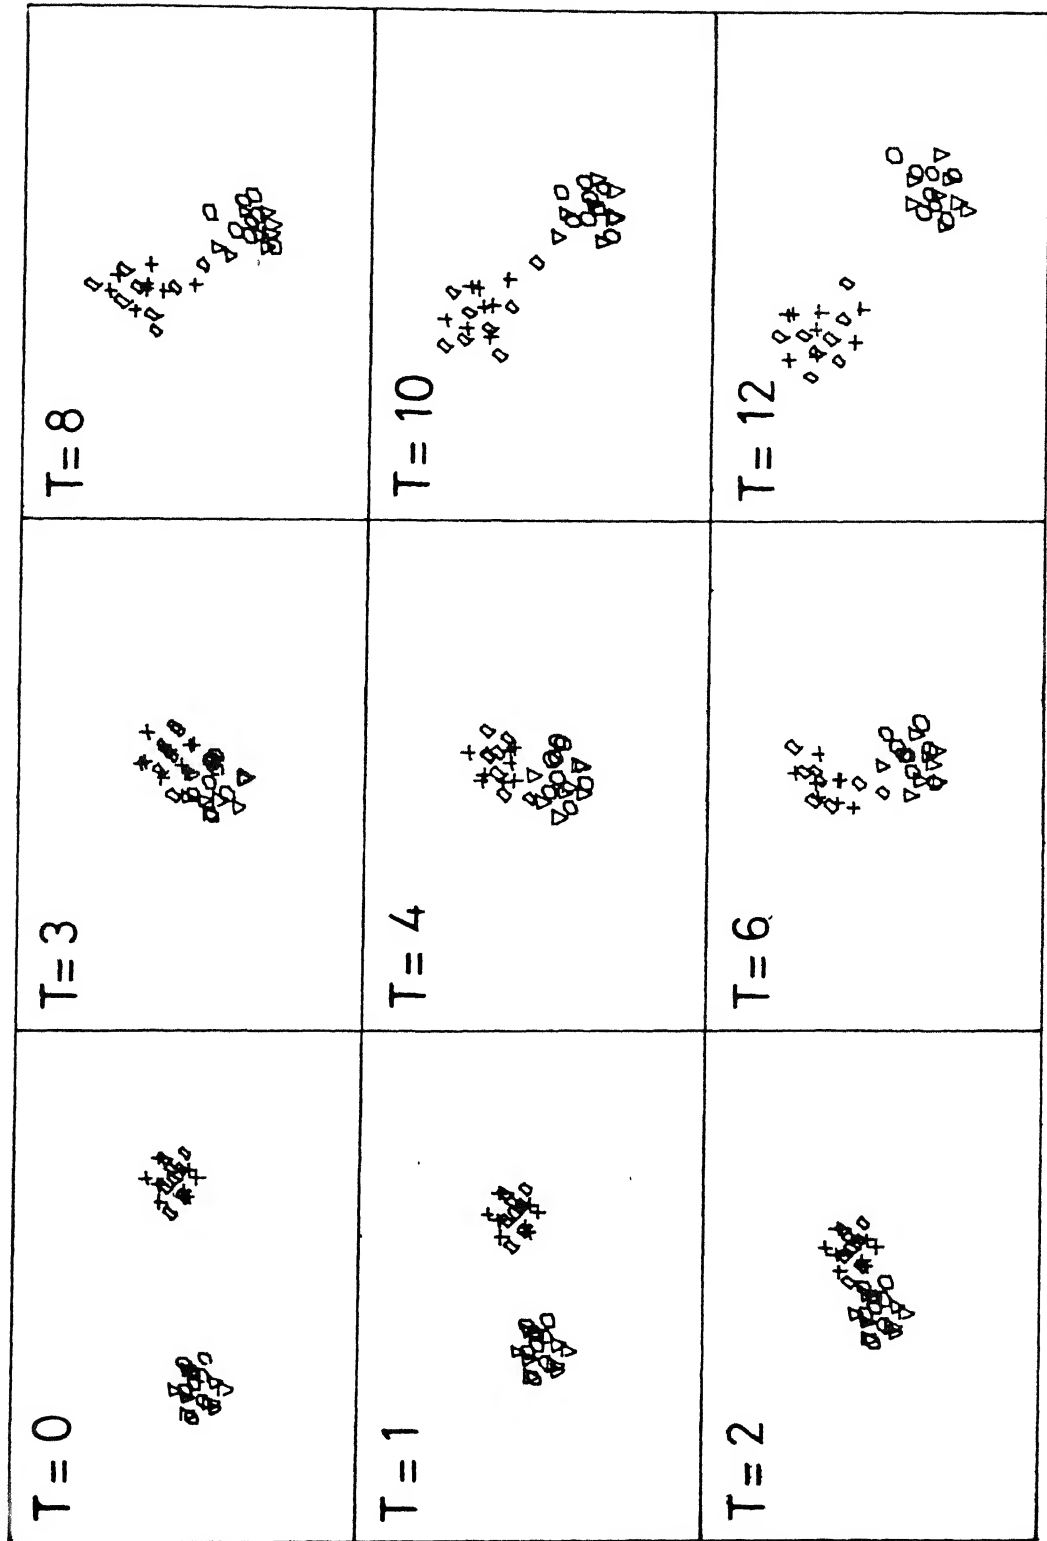 T = 0
T = 1
T = 2
T = 3
T = 4
T = 6
T = 8
T = 10
T = 12